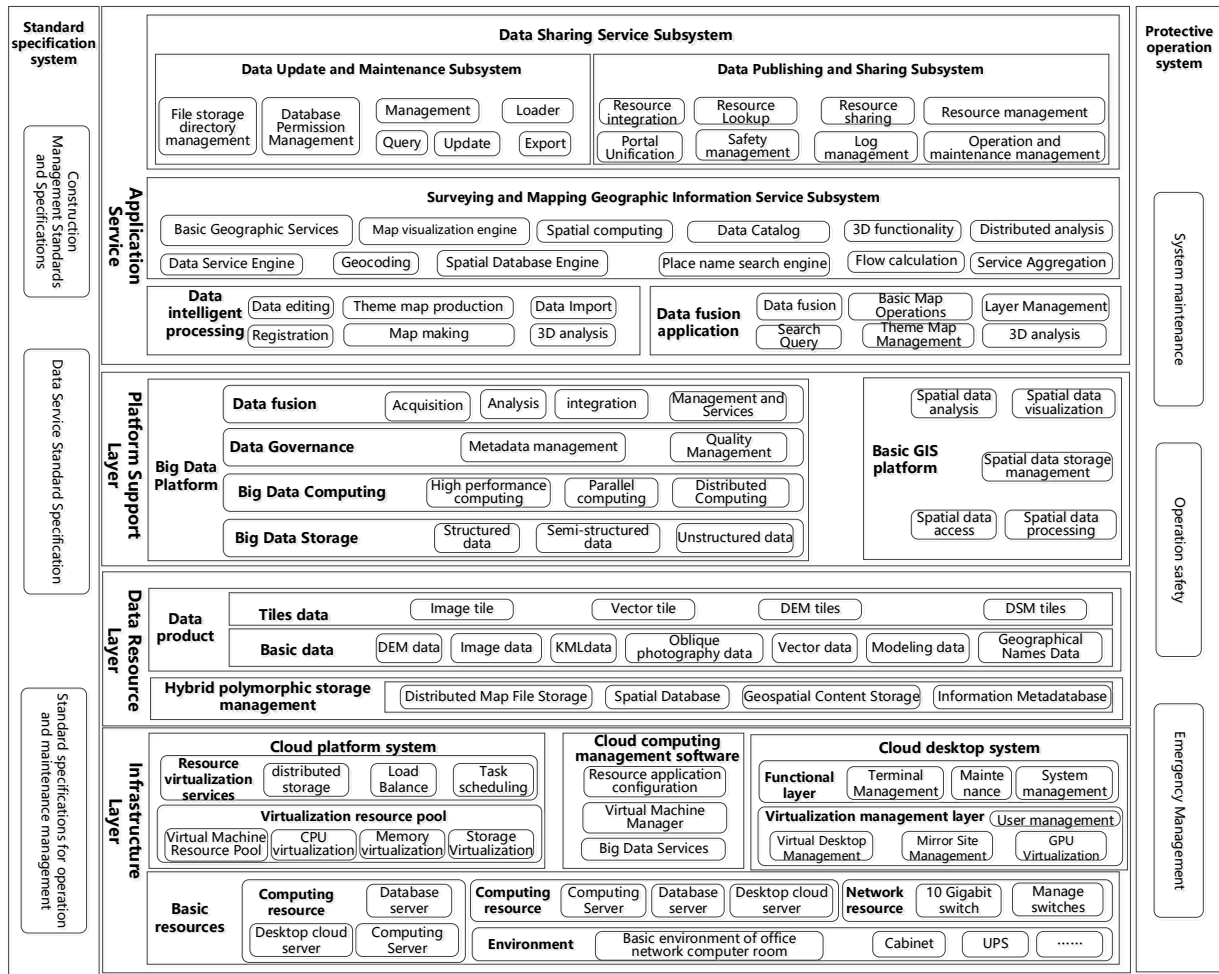 Standard
specification
system
Construction
Management Standards
and Specifications
Data Service Standard Specification
Standard specifications for operation
and maintenance management
Application
Service
Data Sharing Service Subsystem
Data Update and Maintenance Subsystem
File storage
directory
management
Database
Permission
Management
Management
Loader
Query
Update
Export
Data Publishing and Sharing Subsystem
Resource
integration
Resource
Lookup
Resource
sharing
Resource management
Portal
Unification
Safety
management
Log
management
Operation and
maintenance management
Surveying and Mapping Geographic Information Service Subsystem
Basic Geographic Services
Map visualization engine
Spatial computing
Data Catalog
3D functionality
Distributed analysis
Data Service Engine
Geocoding
Spatial Database Engine
Place name search engine
Flow calculation
Service Aggregation
Data
intelligent
processing
Data editing
Theme map production
Data Import
Registration
Map making
3D analysis
Data fusion
application
Data fusion
Basic Map
Operations
Layer Management
Search
Query
Theme Map
Management
3D analysis
Platform Support
Layer
Big Data
Platform
Data fusion
Acquisition
Analysis
integration
Management and
Services
Data Governance
Metadata management
Quality
Management
Big Data Computing
High performance
computing
Parallel
computing
Distributed
Computing
Big Data Storage
Structured
data
Semi-structured
data
Unstructured data
Basic GIS
platform
Spatial data
analysis
Spatial data
visualization
Spatial data storage
management
Spatial data
access
Spatial data
processing
Data Resource
Layer
Data
product
Tiles data
Image tile
Vector tile
DEM tiles
DSM tiles
Basic data
DEM data
Image data
KMLdata
Oblique
photography data
Vector data
Modeling data
Geographical
Names Data
Hybrid polymorphic storage
management
Distributed Map File Storage
Spatial Database
Geospatial Content Storage
Information Metadatabase
Infrastructure
Layer
Cloud platform system
Resource
virtualization
services
distributed
storage
Load
Balance
Task
scheduling
Virtualization resource pool
Virtual Machine
Resource Pool
CPU
virtualization
Memory
virtualization
Storage
Virtualization
Cloud computing
management software
Resource application
configuration
Virtual Machine
Manager
Big Data Services
Cloud desktop system
Functional
layer
Terminal
Management
Mainte
nance
System
management
Virtualization management layer
User management
Virtual Desktop
Management
Mirror Site
Management
GPU
Virtualization
Basic
resources
Computing
resource
Database
server
Desktop cloud
server
Computing
Server
Computing
resource
Computing
Server
Database
server
Desktop cloud
server
Network
resource
10 Gigabit
switch
Manage
switches
Environment
Basic environment of office
network computer room
Cabinet
UPS
……
Protective
operation
system
System maintenance
Operation safety
Emergency Management